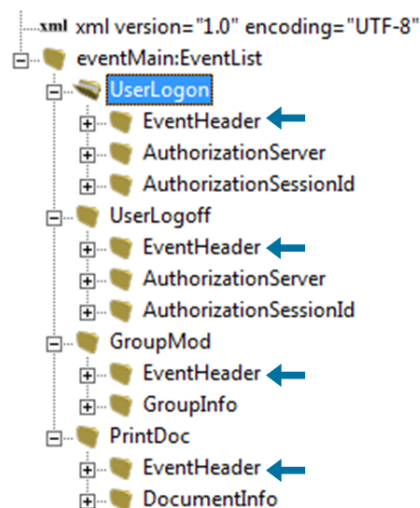 xml xml version="1.0" encoding="UTF-8"
eventMain:EventList
UserLogon
EventHeader
AuthorizationServer
AuthorizationSessionId
UserLogoff
EventHeader
AuthorizationServer
AuthorizationSessionId
GroupMod
EventHeader
GroupInfo
PrintDoc
EventHeader
DocumentInfo